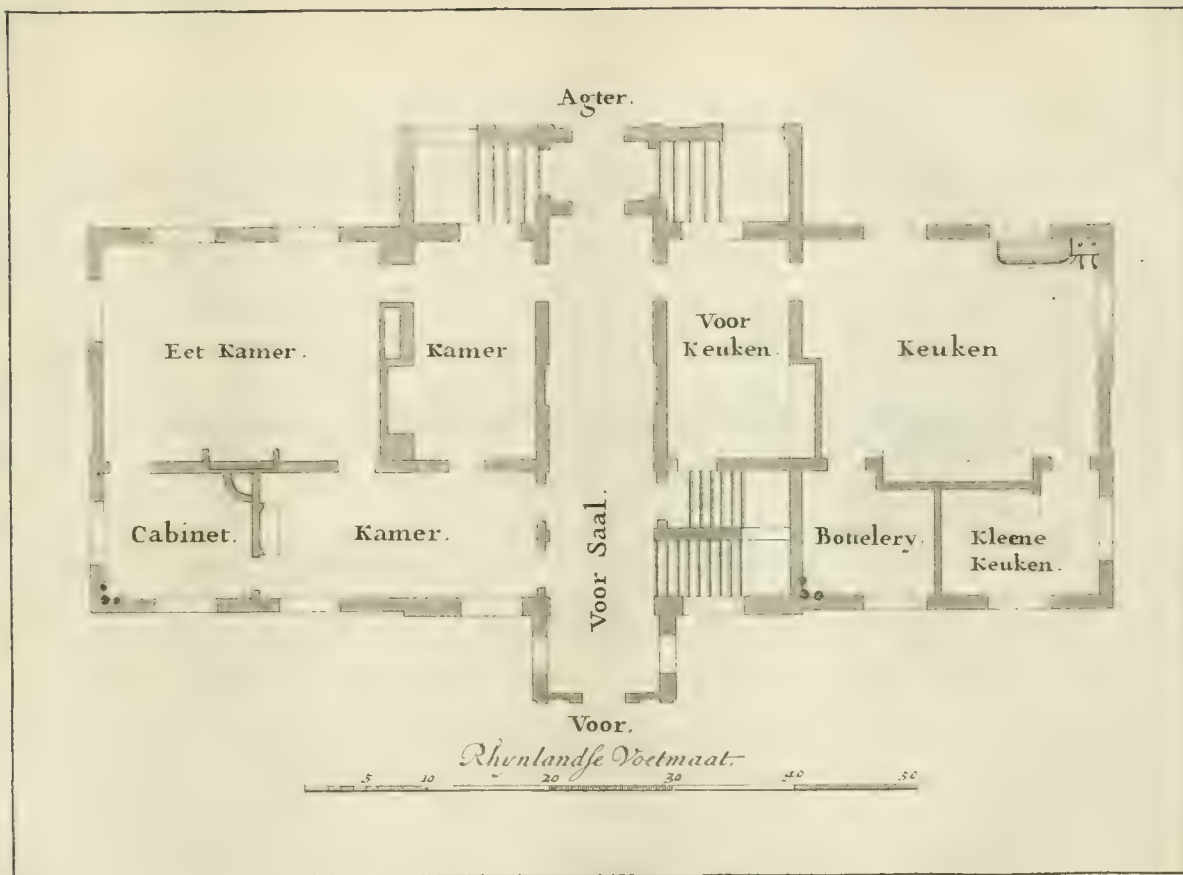 Agter.
Eet Kamer.
Kamer
Voor
Keuken.
Keuken
Cabinet.
Kamer.
Voor Saal.
Bottelery.
Kleene
Keuken.
Voor.
Rhynlandſe Voetmaat.
5 10 20 30 40 50